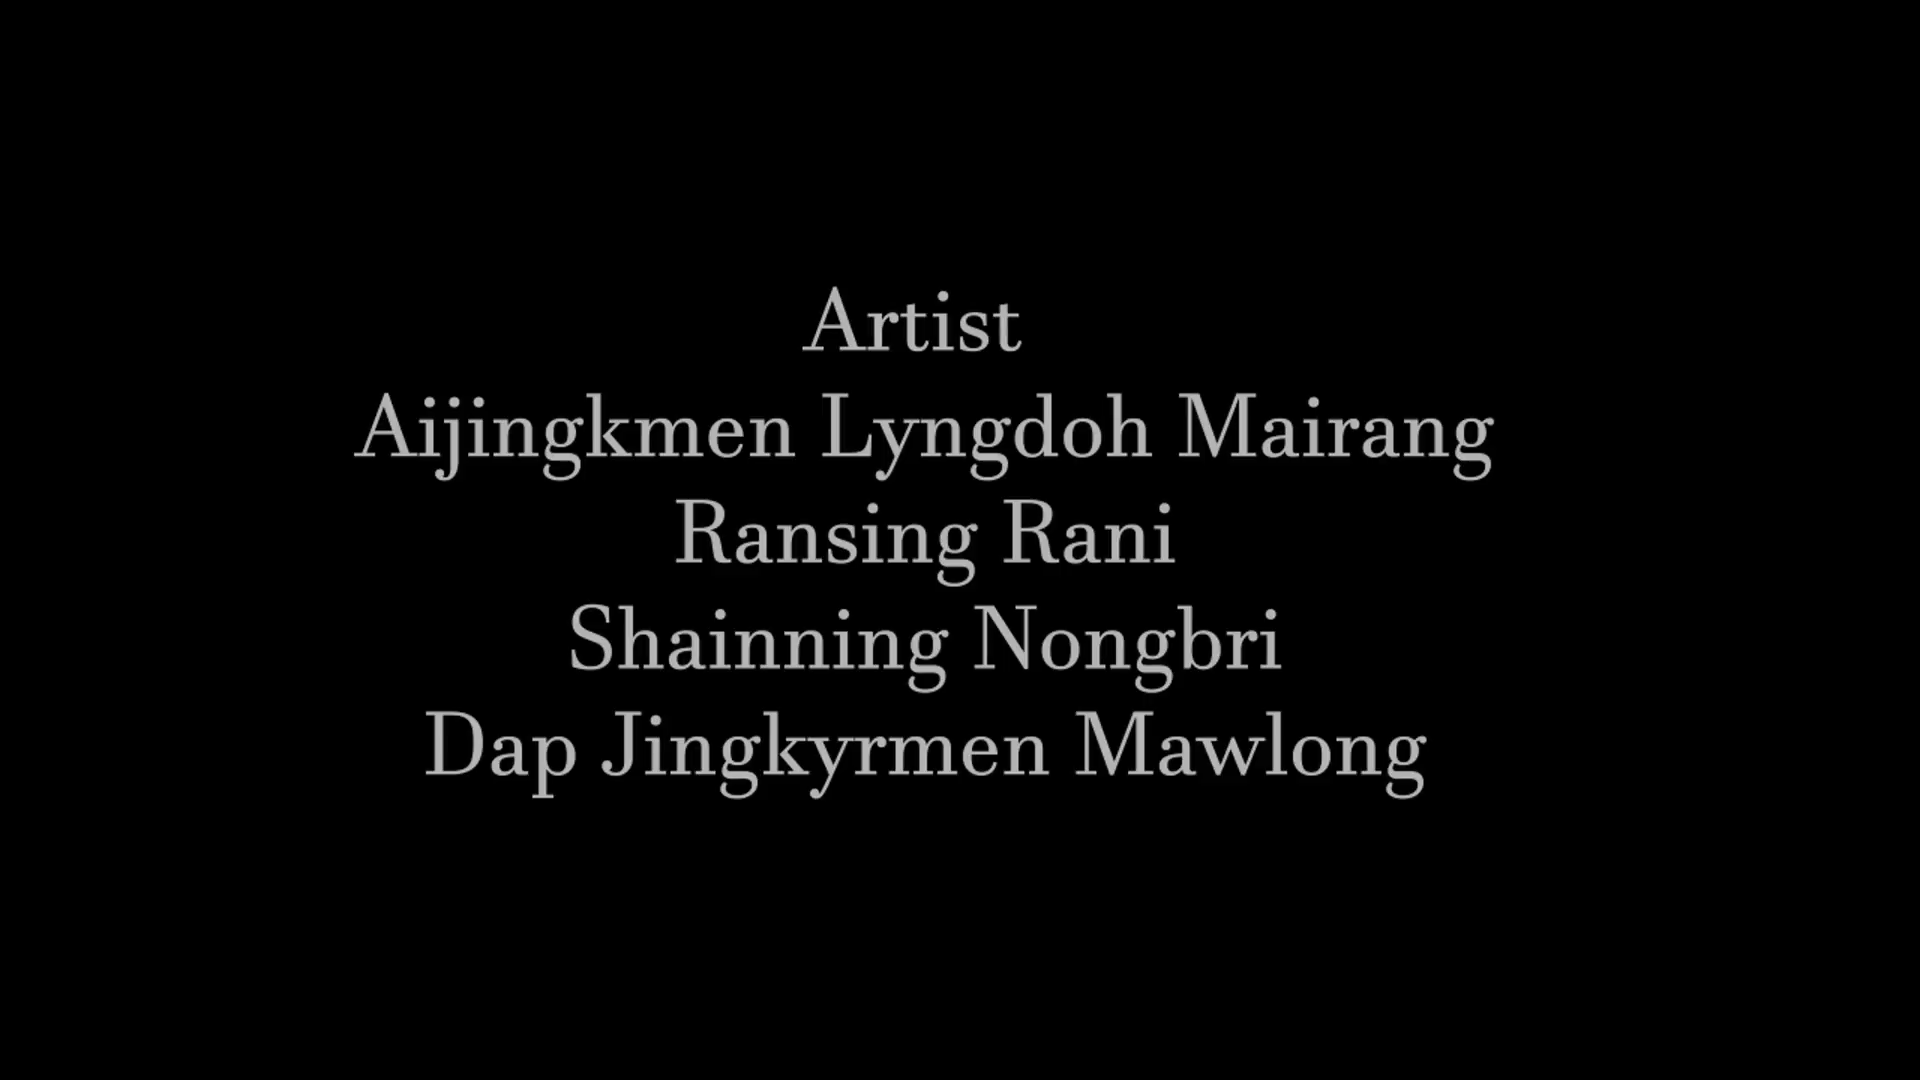 Artist
Aijingkmen Lyngdoh Mairang
Ransing Rani
Shainning Nongbri
Dap Jingkyrmen Mawlong